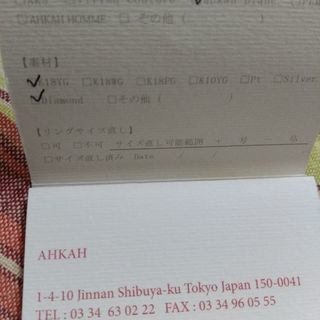 □AHKAH HOMME □その他 ( )
【素材】
✓K18YG □K18WG □K18PG □K10YG □Pt □Silver
✓Diamond □その他 ( )
【リングサイズ直し】
□可 □不可 サイズ直し可能範囲 + 号 − 号
□サイズ直し済み Date / /
AHKAH
1-4-10 Jinnan Shibuya-ku Tokyo Japan 150-0041
TEL : 03 34 63 02 22 FAX : 03 34 96 05 55